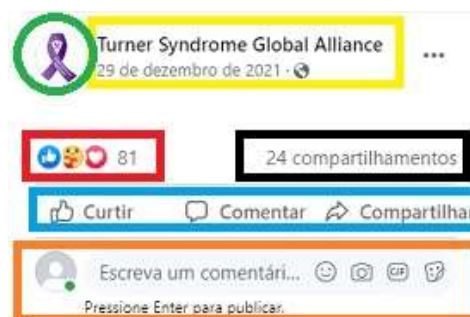 Turner Syndrome Global Alliance
29 de dezembro de 2021 ·
81 24 compartilhamentos
Curtir Comentar Compartilhar
Escreva um comentári... GIF
Pressione Enter para publicar.